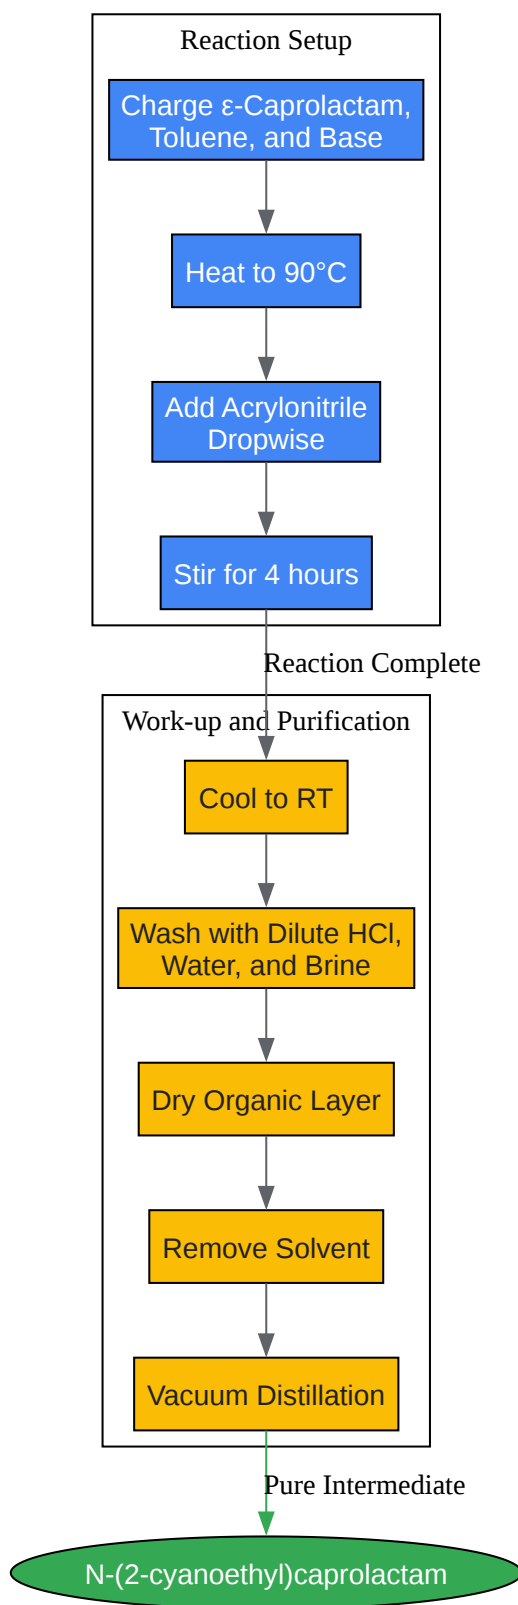 Reaction Setup
Charge ε-Caprolactam,
Toluene, and Base
Heat to 90°C
Add Acrylonitrile
Dropwise
Stir for 4 hours
Reaction Complete
Work-up and Purification
Cool to RT
Wash with Dilute HCl,
Water, and Brine
Dry Organic Layer
Remove Solvent
Vacuum Distillation
Pure Intermediate
N-(2-cyanoethyl)caprolactam